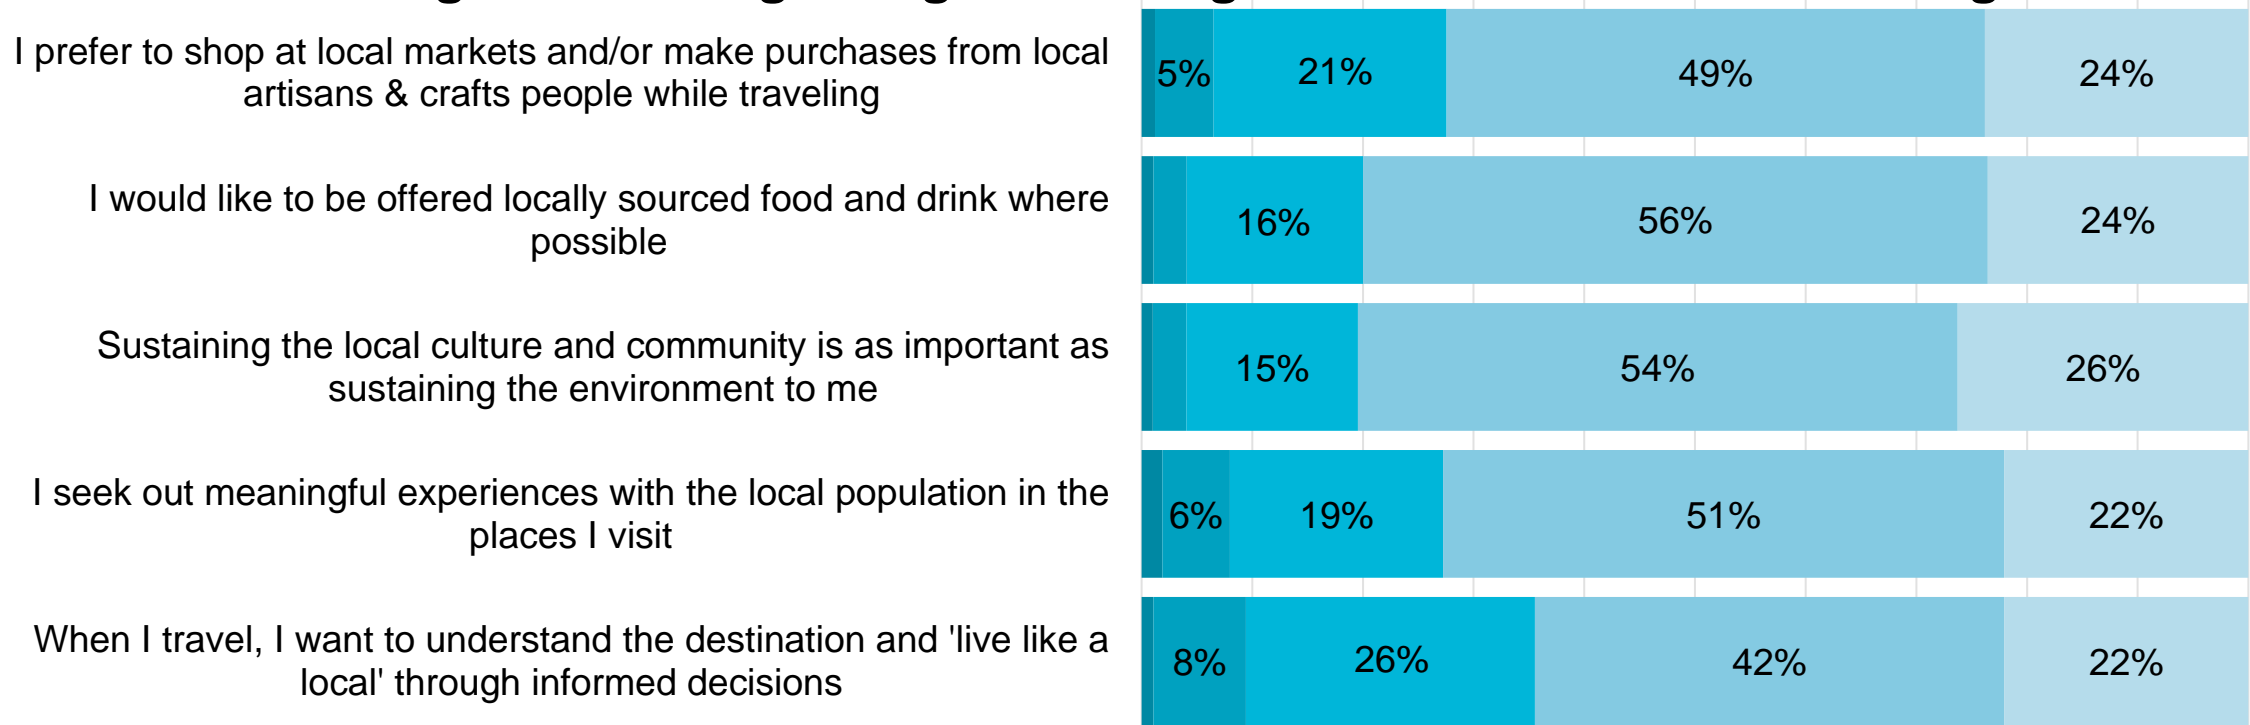 I prefer to shop at local markets and/or make purchases from local
artisans & crafts people while traveling
5% 21% 49% 24%
I would like to be offered locally sourced food and drink where
possible
16% 56% 24%
Sustaining the local culture and community is as important as
sustaining the environment to me
15% 54% 26%
I seek out meaningful experiences with the local population in the
places I visit
6% 19% 51% 22%
When I travel, I want to understand the destination and 'live like a
local' through informed decisions
8% 26% 42% 22%